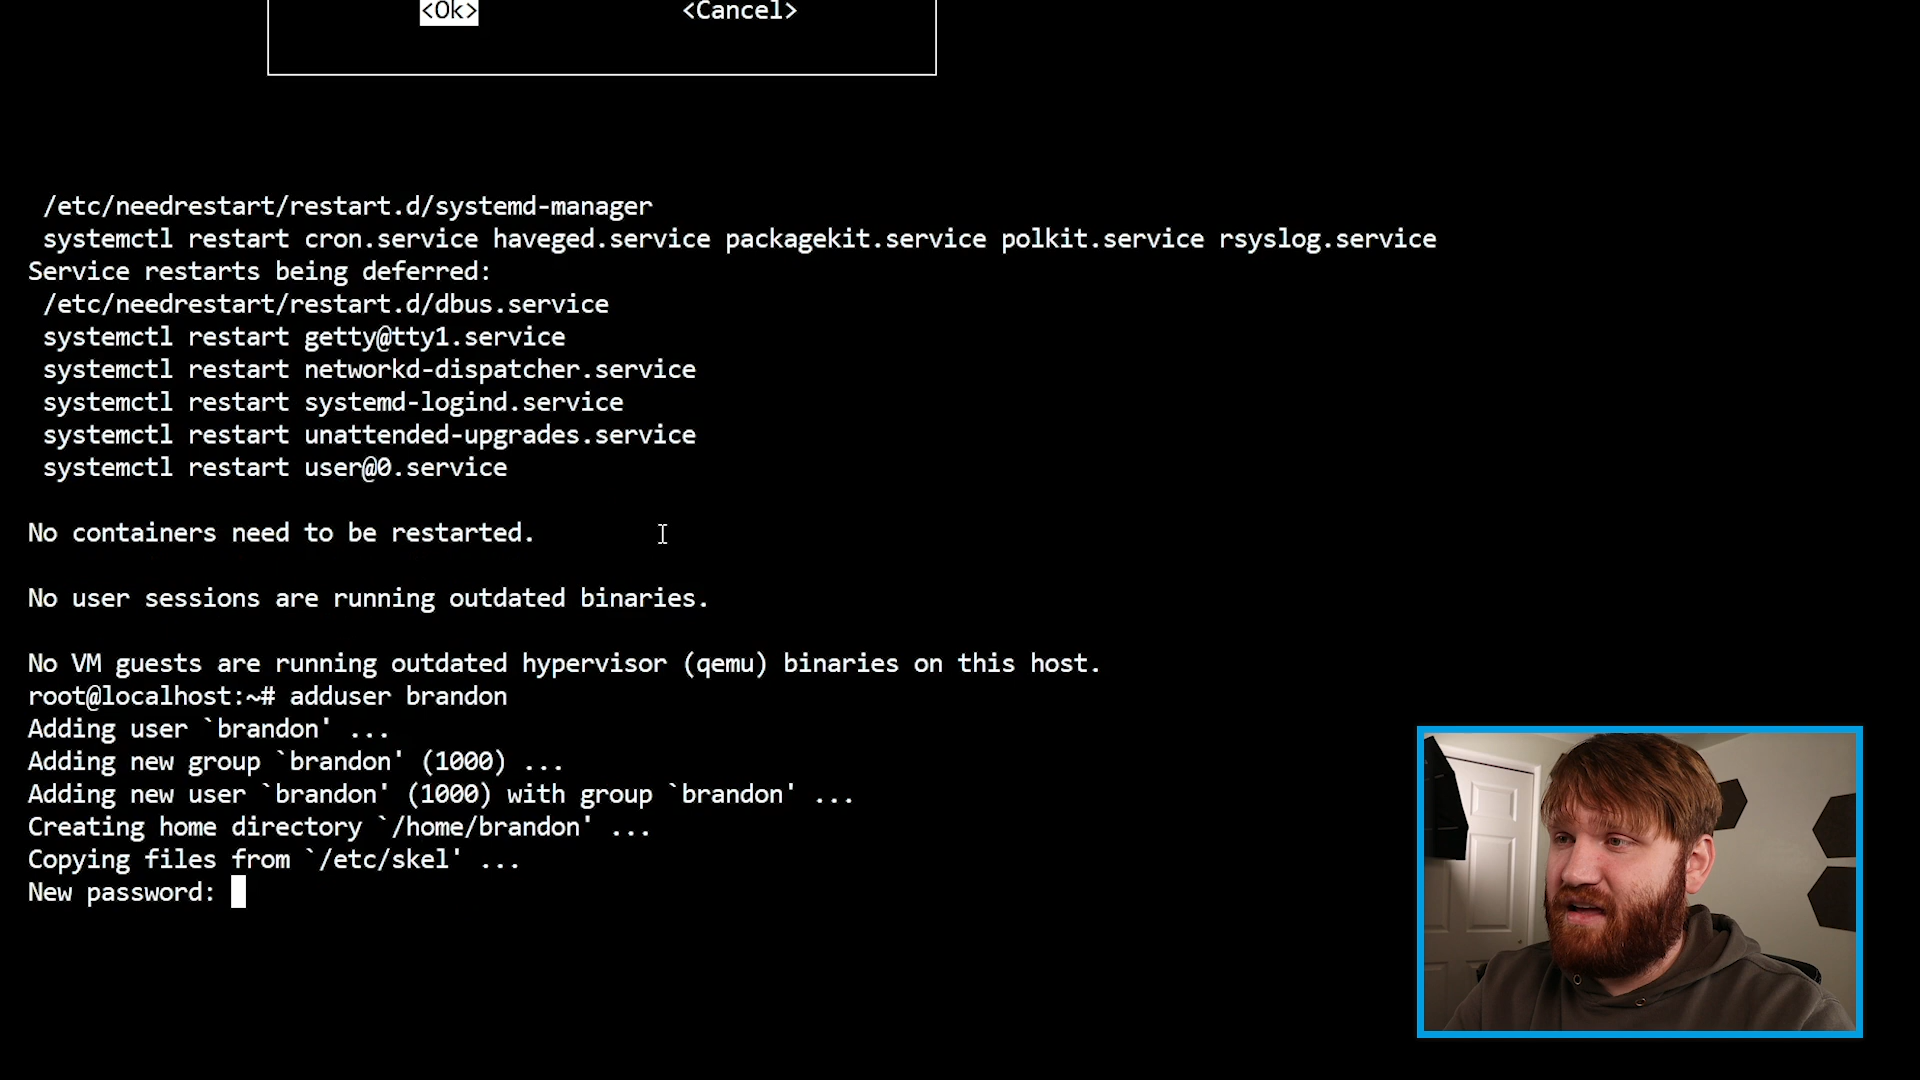 <Ok> <Cancel>
/etc/needrestart/restart.d/systemd-manager
systemctl restart cron.service haveged.service packagekit.service polkit.service rsyslog.service
Service restarts being deferred:
/etc/needrestart/restart.d/dbus.service
systemctl restart getty@tty1.service
systemctl restart networkd-dispatcher.service
systemctl restart systemd-logind.service
systemctl restart unattended-upgrades.service
systemctl restart user@0.service
No containers need to be restarted.
No user sessions are running outdated binaries.
No VM guests are running outdated hypervisor (qemu) binaries on this host.
root@localhost:~# adduser brandon
Adding user `brandon' ...
Adding new group `brandon' (1000) ...
Adding new user `brandon' (1000) with group `brandon' ...
Creating home directory `/home/brandon' ...
Copying files from `/etc/skel' ...
New password: